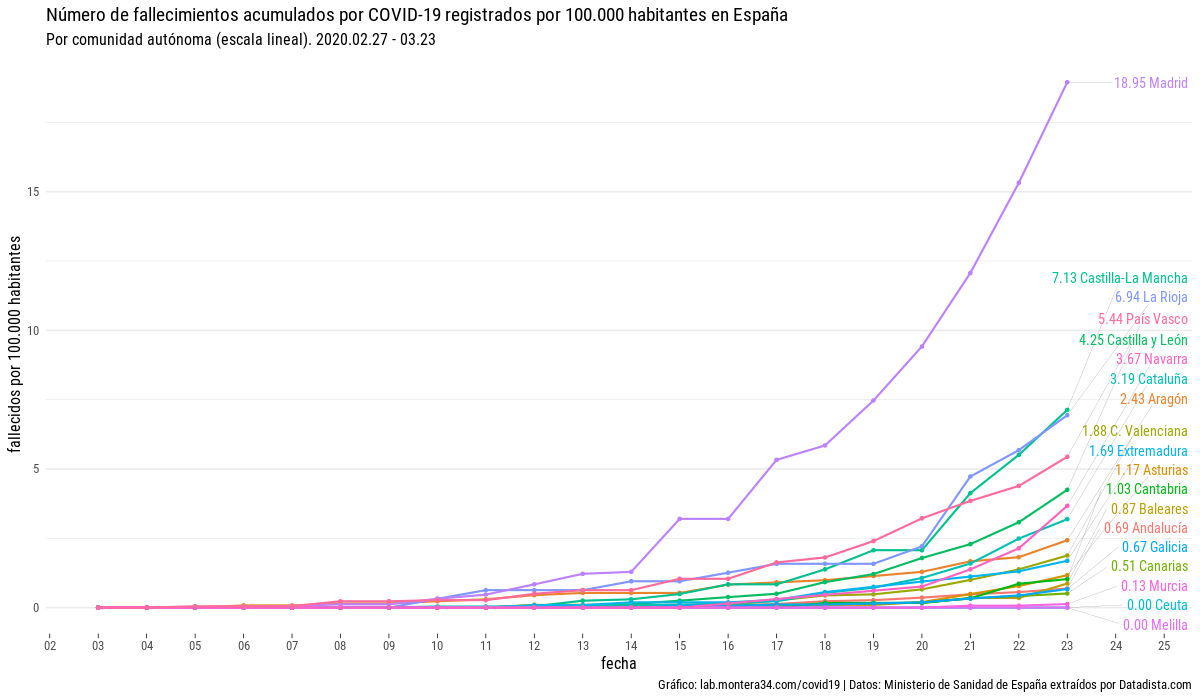 Número de fallecimientos acumulados por COVID-19 registrados por 100.000 habitantes en España
Por comunidad autónoma (escala lineal). 2020.02.27 - 03.23
fallecidos por 100.000 habitantes
15
10
5
0
18.95 Madrid
7.13 Castilla-La Mancha
6.94 La Rioja
5.44 País Vasco
4.25 Castilla y León
3.67 Navarra
3.19 Cataluña
2.43 Aragón
1.88 C. Valenciana
1.69 Extremadura
1.17 Asturias
1.03 Cantabria
0.87 Baleares
0.69 Andalucía
0.67 Galicia
0.51 Canarias
0.13 Murcia
0.00 Ceuta
0.00 Melilla
02 03 04 05 06 07 08 09 10 11 12 13 14 15 16 17 18 19 20 21 22 23 24 25
fecha
Gráfico: lab.montera34.com/covid19 | Datos: Ministerio de Sanidad de España extraídos por Datadista.com